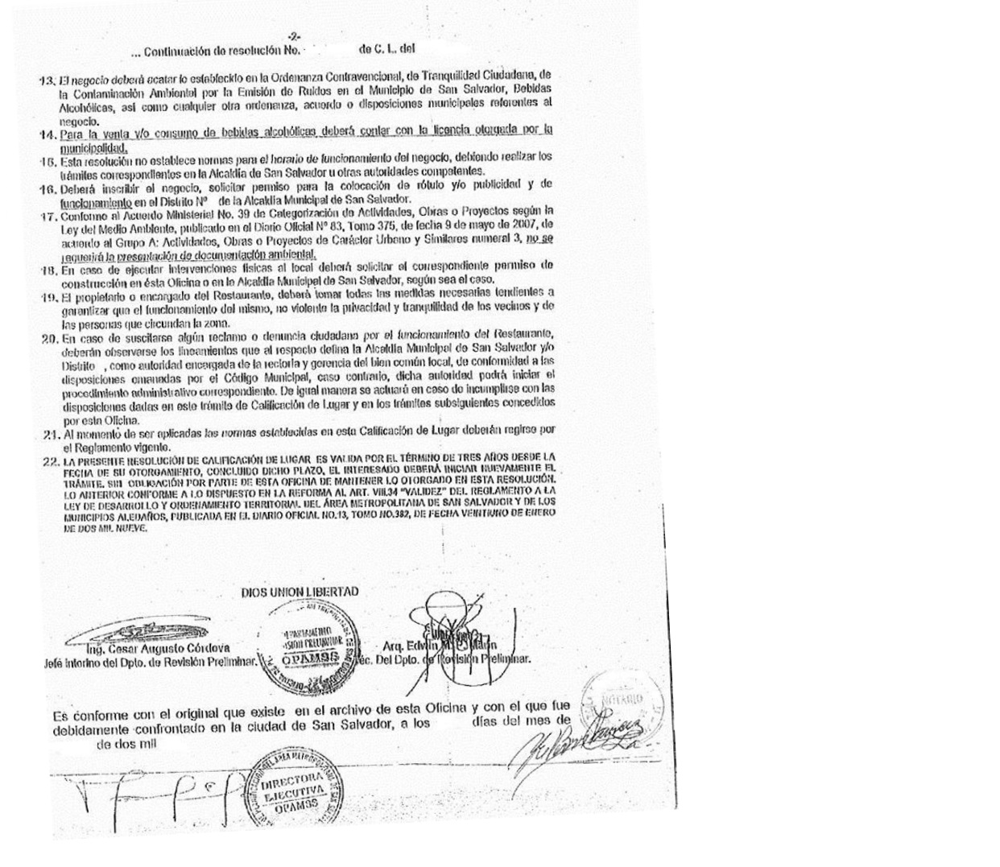 -2-
... Continuación de resolución No. de C. L. del
13. El negocio deberá acatar lo establecido en la Ordenanza Contravencional, de Tranquilidad Ciudadana, de
la Contaminación Ambiental por la Emisión de Ruidos en el Municipio de San Salvador, Bebidas
Alcohólicas, así como cualquier otra ordenanza, acuerdo o disposiciones municipales referentes al
negocio.
14. Para la venta y/o consumo de bebidas alcohólicas deberá contar con la licencia otorgada por la
municipalidad.
15. Esta resolución no establece normas para el horario de funcionamiento del negocio, debiendo realizar los
trámites correspondientes en la Alcaldía de San Salvador u otras autoridades competentes.
16. Deberá inscribir el negocio, solicitar permiso para la colocación de rótulo y/o publicidad y de
funcionamiento en el Distrito Nº de la Alcaldía Municipal de San Salvador.
17. Conforme al Acuerdo Ministerial No. 39 de Categorización de Actividades, Obras o Proyectos según la
Ley del Medio Ambiente, publicado en el Diario Oficial Nº 83, Tomo 375, de fecha 9 de mayo de 2007, de
acuerdo al Grupo A: Actividades, Obras o Proyectos de Carácter Urbano y Similares numeral 3, no se
requerirá la presentación de documentación ambiental.
18. En caso de ejecutar intervenciones físicas al local deberá solicitar el correspondiente permiso de
construcción en ésta Oficina o en la Alcaldía Municipal de San Salvador, según sea el caso.
19. El propietario o encargado del Restaurante, deberá tomar todas las medidas necesarias tendientes a
garantizar que el funcionamiento del mismo, no violente la privacidad y tranquilidad de los vecinos y de
las personas que circundan la zona.
20. En caso de suscitarse algún reclamo o denuncia ciudadana por el funcionamiento del Restaurante,
deberán observarse los lineamientos que al respecto defina la Alcaldía Municipal de San Salvador y/o
Distrito , como autoridad encargada de la rectoría y gerencia del bien común local, de conformidad a las
disposiciones emanadas por el Código Municipal, caso contrario, dicha autoridad podrá iniciar el
procedimiento administrativo correspondiente. De igual manera se actuará en caso de incumplirse con las
disposiciones dadas en este trámite de Calificación de Lugar y en los trámites subsiguientes concedidos
por esta Oficina.
21. Al momento de ser aplicadas las normas establecidas en esta Calificación de Lugar deberán regirse por
el Reglamento vigente.
22. LA PRESENTE RESOLUCIÓN DE CALIFICACIÓN DE LUGAR ES VALIDA POR EL TÉRMINO DE TRES AÑOS DESDE LA
FECHA DE SU OTORGAMIENTO, CONCLUIDO DICHO PLAZO, EL INTERESADO DEBERÁ INICIAR NUEVAMENTE EL
TRÁMITE, SIN OBLIGACIÓN POR PARTE DE ESTA OFICINA DE MANTENER LO OTORGADO EN ESTA RESOLUCIÓN.
LO ANTERIOR CONFORME A LO DISPUESTO EN LA REFORMA AL ART. VIII.34 "VALIDEZ" DEL REGLAMENTO A LA
LEY DE DESARROLLO Y ORDENAMIENTO TERRITORIAL DEL ÁREA METROPOLITANA DE SAN SALVADOR Y DE LOS
MUNICIPIOS ALEDAÑOS, PUBLICADA EN EL DIARIO OFICIAL NO.13, TOMO NO.382, DE FECHA VEINTIUNO DE ENERO
DE DOS MIL NUEVE.
DIOS UNION LIBERTAD
Ing. Cesar Augusto Córdova
Jefe Interino del Dpto. de Revisión Preliminar.
OPAMSS
Arq. Edwin
Téc. Del Dpto. de Revisión Preliminar.
NOTARIO
Es conforme con el original que existe en el archivo de esta Oficina y con el que fue
debidamente confrontado en la ciudad de San Salvador, a los días del mes de
de dos mil
DIRECTORA
EJECUTIVA
OPAMSS